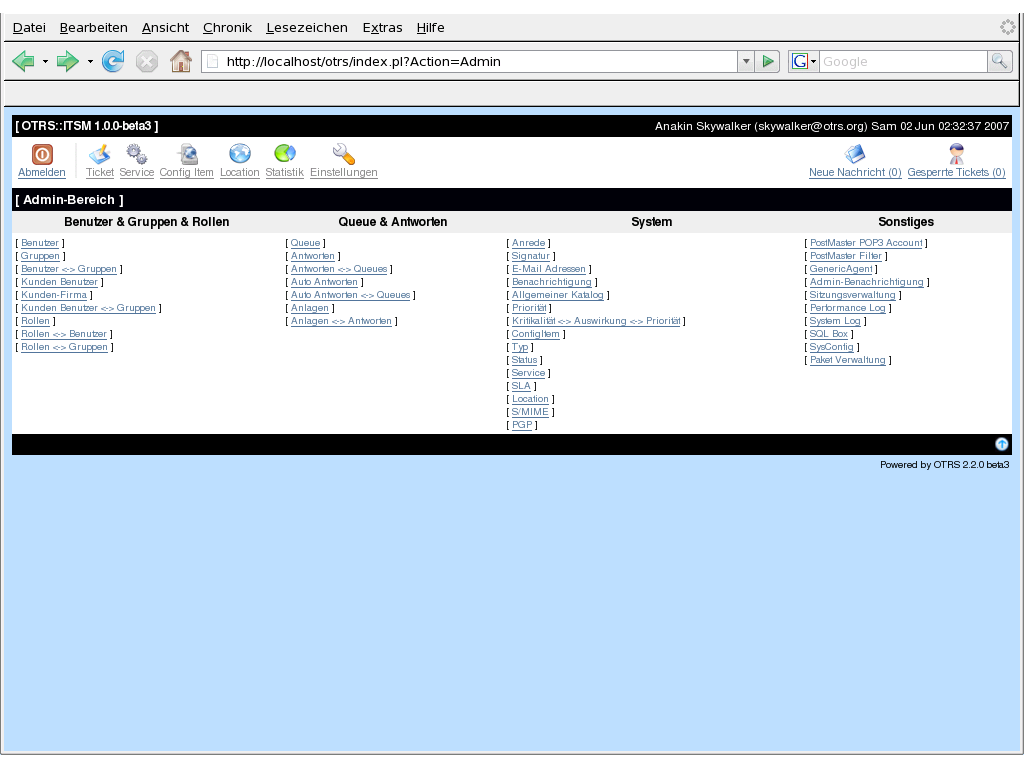 Datei Bearbeiten Ansicht Chronik Lesezeichen Extras Hilfe
http://localhost/otrs/index.pl?Action=Admin
G Google
[ OTRS::ITSM 1.0.0-beta3 ] Anakin Skywalker (skywalker@otrs.org) Sam 02 Jun 02:32:37 2007
Abmelden Ticket Service Config Item Location Statistik Einstellungen Neue Nachricht (0) Gesperrte Tickets (0)
[ Admin-Bereich ]
Benutzer & Gruppen & Rollen
[ Benutzer ]
[ Gruppen ]
[ Benutzer <-> Gruppen ]
[ Kunden Benutzer ]
[ Kunden-Firma ]
[ Kunden Benutzer <-> Gruppen ]
[ Rollen ]
[ Rollen <-> Benutzer ]
[ Rollen <-> Gruppen ]
Queue & Antworten
[ Queue ]
[ Antworten ]
[ Antworten <-> Queues ]
[ Auto Antworten ]
[ Auto Antworten <-> Queues ]
[ Anlagen ]
[ Anlagen <-> Antworten ]
System
[ Anrede ]
[ Signatur ]
[ E-Mail Adressen ]
[ Benachrichtigung ]
[ Allgemeiner Katalog ]
[ Priorität ]
[ Kritikalität <-> Auswirkung <-> Priorität ]
[ ConfigItem ]
[ Typ ]
[ Status ]
[ Service ]
[ SLA ]
[ Location ]
[ S/MIME ]
[ PGP ]
Sonstiges
[ PostMaster POP3 Account ]
[ PostMaster Filter ]
[ GenericAgent ]
[ Admin-Benachrichtigung ]
[ Sitzungsverwaltung ]
[ Performance Log ]
[ System Log ]
[ SQL Box ]
[ SysConfig ]
[ Paket Verwaltung ]
Powered by OTRS 2.2.0 beta3